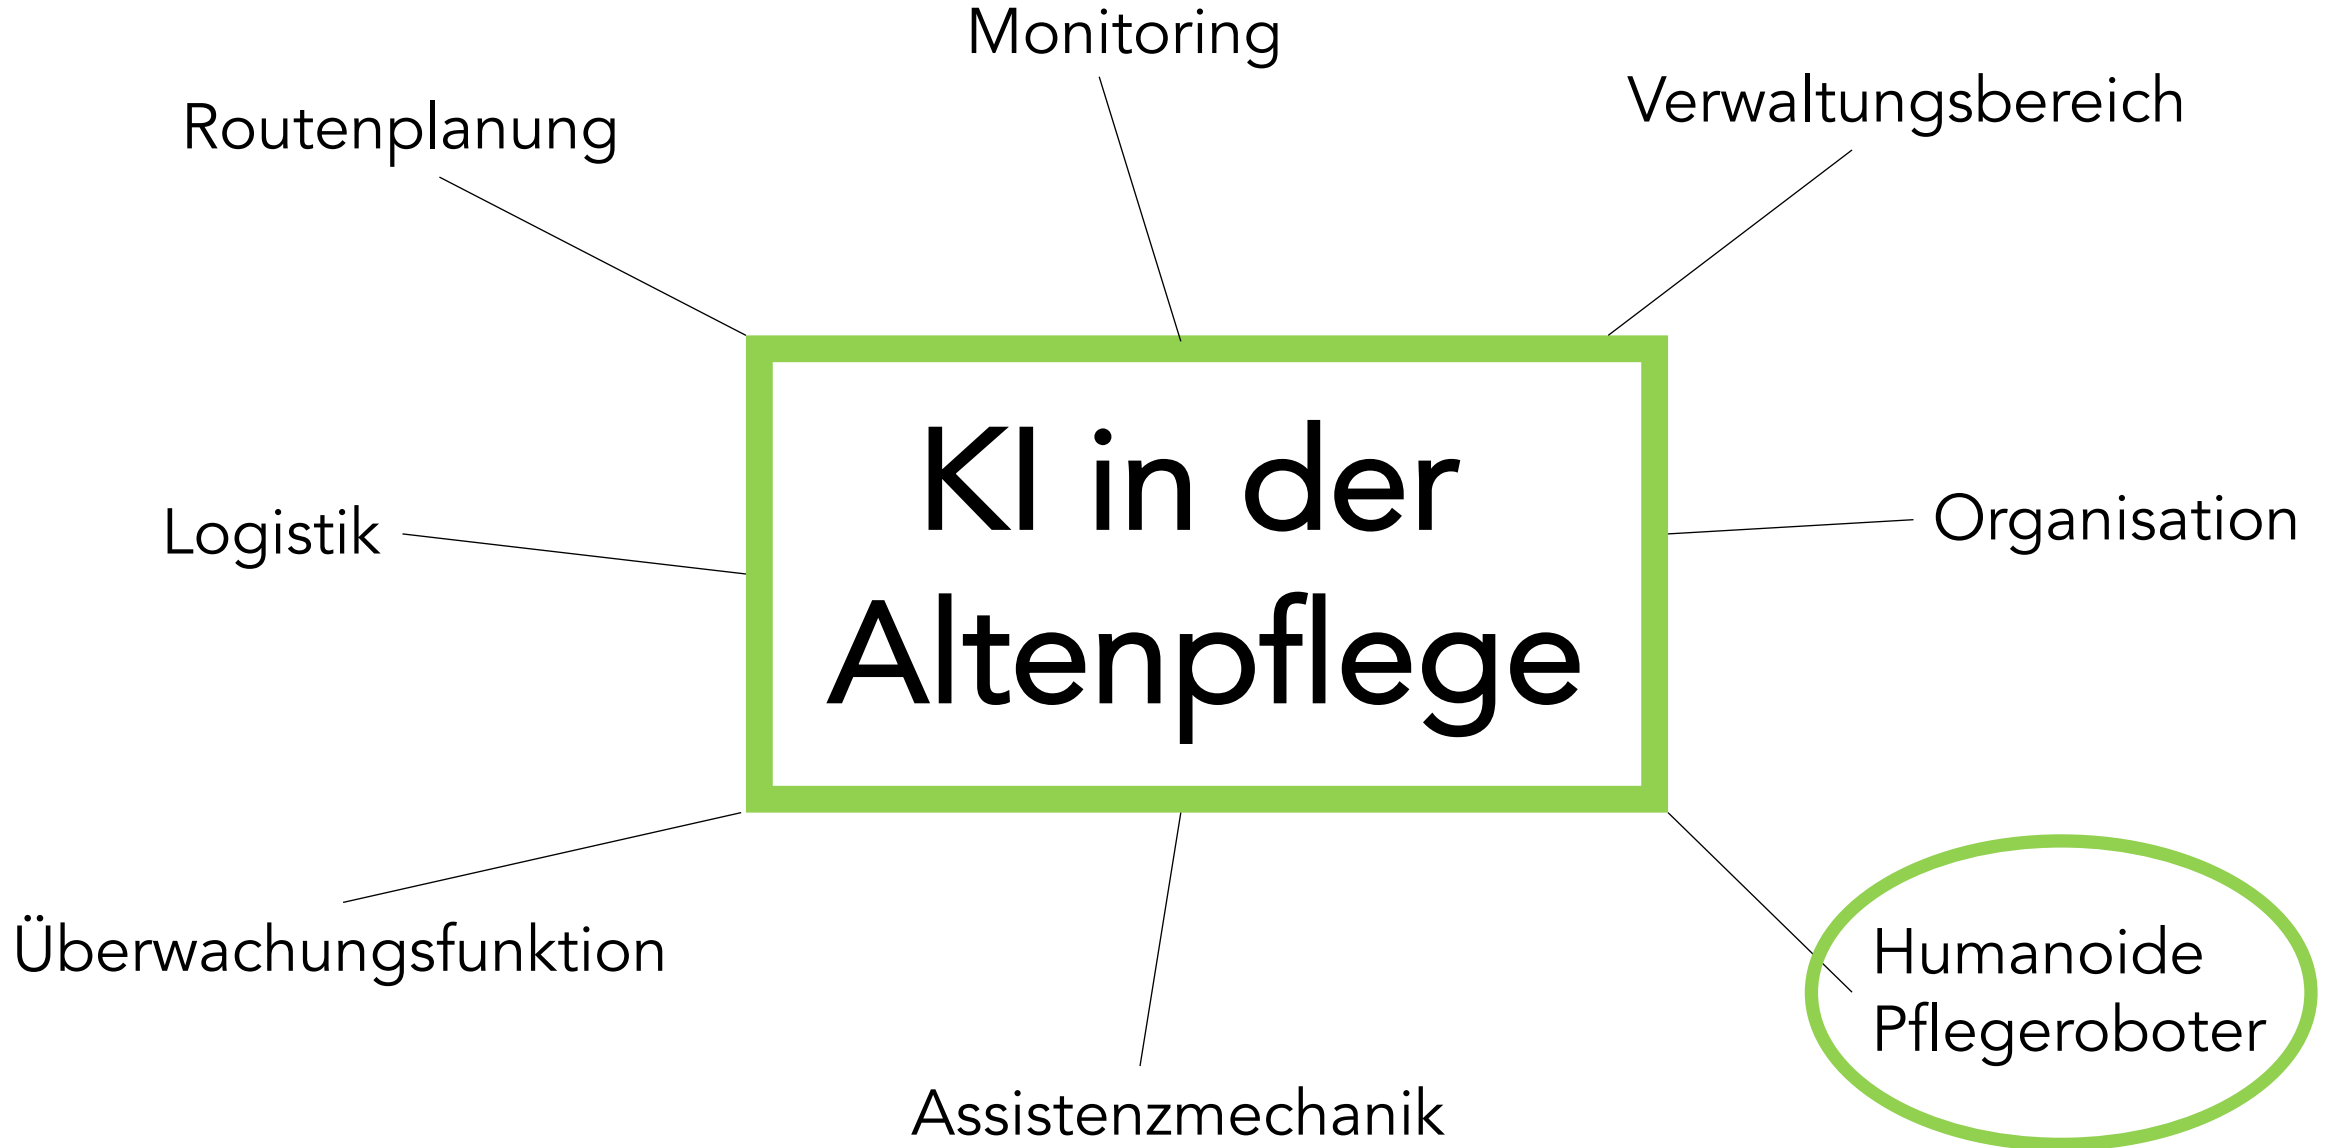 Monitoring
Routenplanung
Verwaltungsbereich
KI in der
Altenpflege
Logistik
Organisation
Überwachungsfunktion
Humanoide
Pflegeroboter
Assistenzmechanik